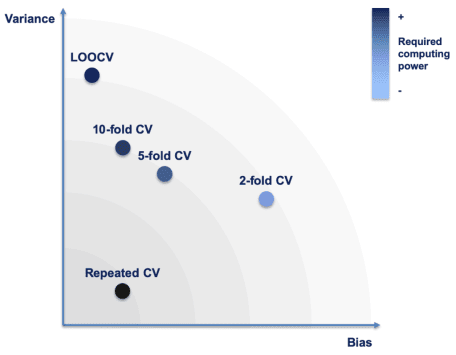 Variance
+
Required
computing
power
-
LOOCV
10-fold CV
5-fold CV
2-fold CV
Repeated CV
Bias